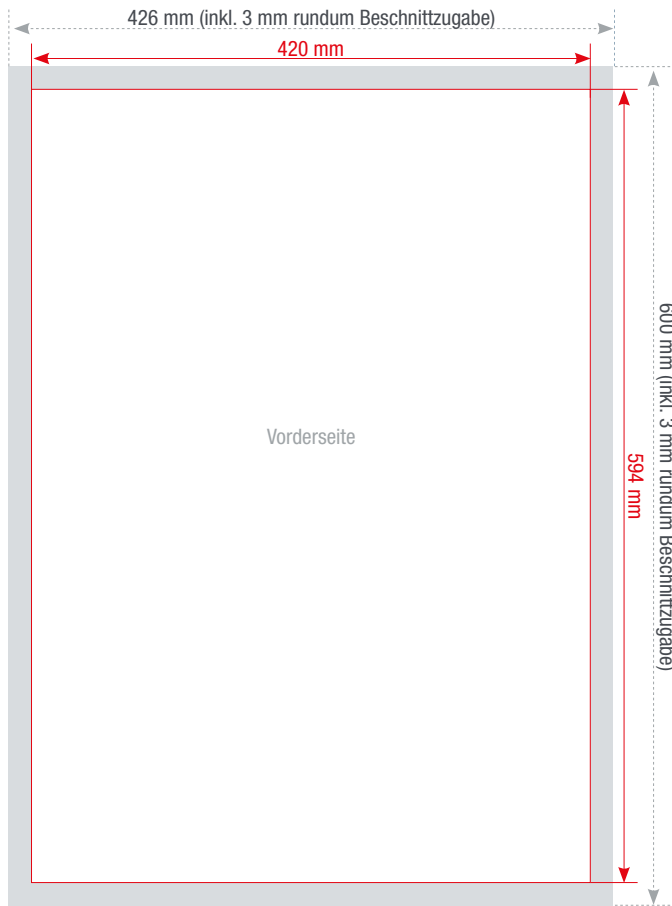 426 mm (inkl. 3 mm rundum Beschnittzugabe)
420 mm
Vorderseite
594 mm
600 mm (inkl. 3 mm rundum Beschnittzugabe)